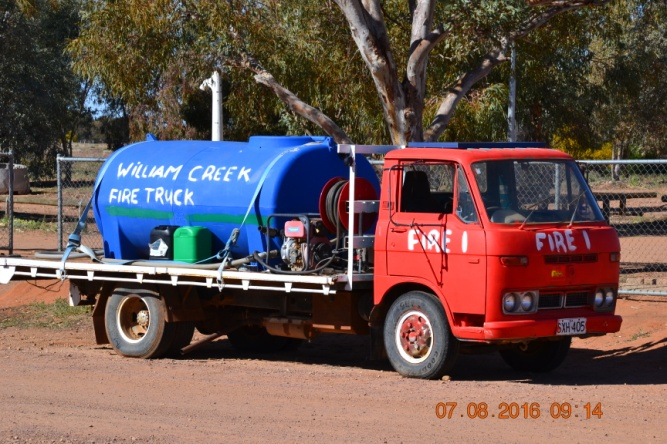 WILLIAM CREEK
FIRE TRUCK
FIRE 1
FIRE 1
SXH 405
07.08.2016 09:14